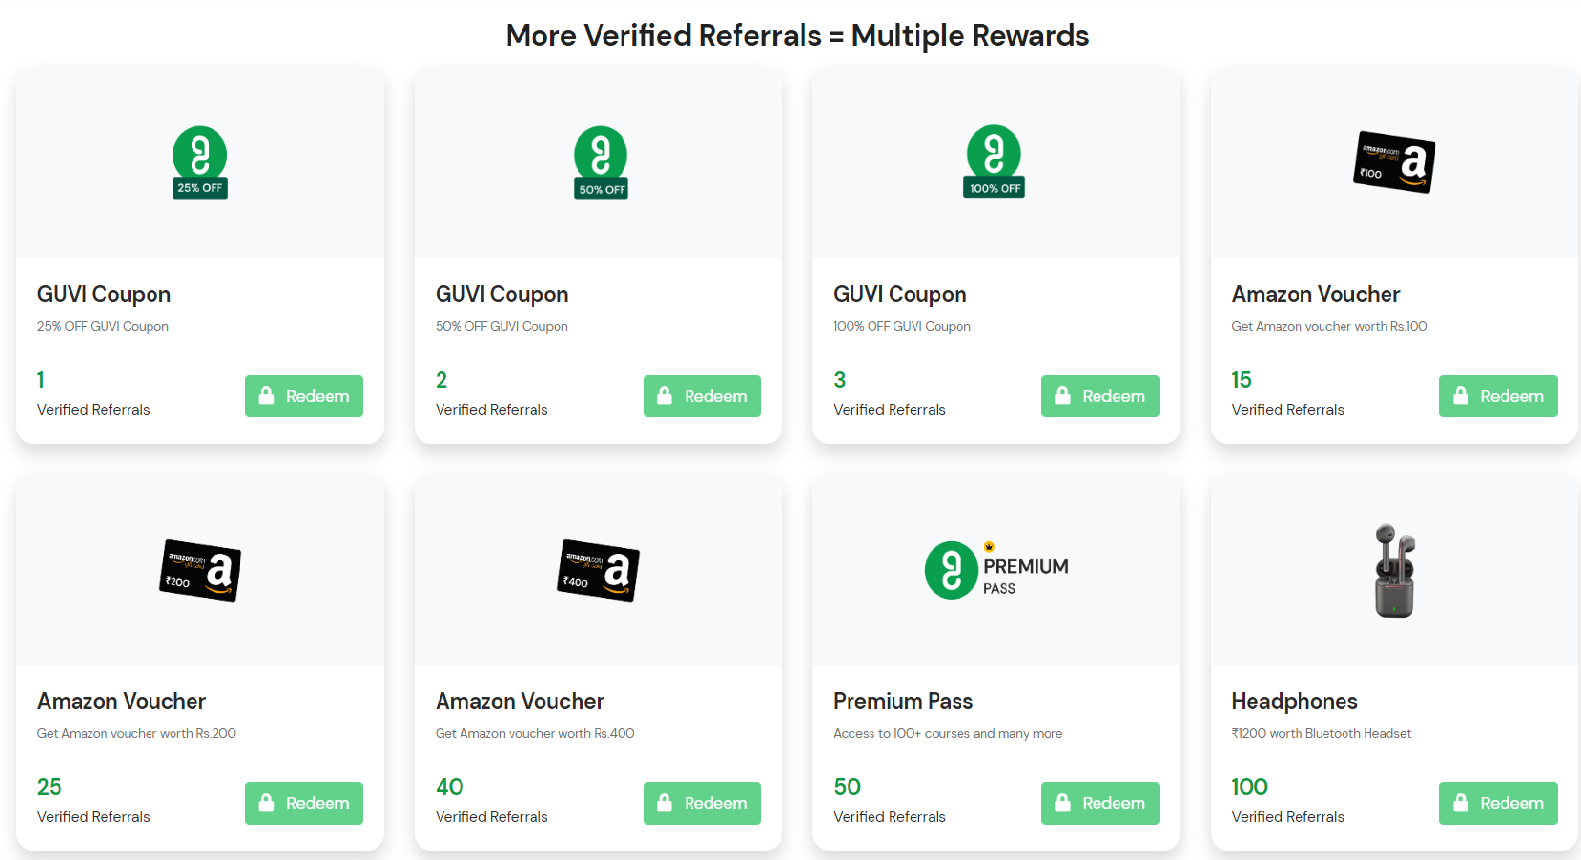 More Verified Referrals = Multiple Rewards
25% OFF
GUVI Coupon
25% OFF GUVI Coupon
1
Verified Referrals
Redeem
50% OFF
GUVI Coupon
50% OFF GUVI Coupon
2
Verified Referrals
Redeem
100% OFF
GUVI Coupon
100% OFF GUVI Coupon
3
Verified Referrals
Redeem
amazon.com
gift card
₹100
Amazon Voucher
Get Amazon voucher worth Rs.100
15
Verified Referrals
Redeem
amazon.com
gift card
₹200
Amazon Voucher
Get Amazon voucher worth Rs.200
25
Verified Referrals
Redeem
amazon.com
gift card
₹400
Amazon Voucher
Get Amazon voucher worth Rs.400
40
Verified Referrals
Redeem
PREMIUM
PASS
Premium Pass
Access to 100+ courses and many more
50
Verified Referrals
Redeem
Headphones
₹1200 worth Bluetooth Headset
100
Verified Referrals
Redeem